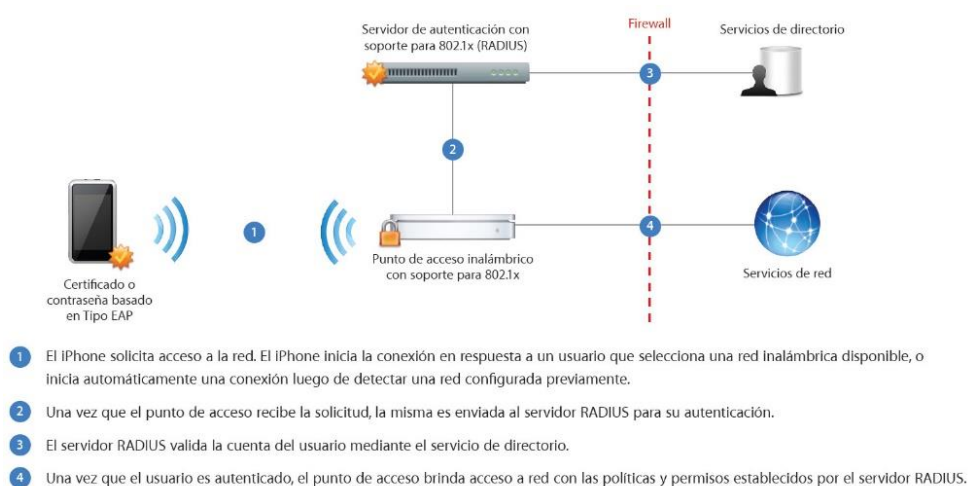 Servidor de autenticación con
soporte para 802.1x (RADIUS)
Firewall
Servicios de directorio
3
2
1
4
Certificado o
contraseña basado
en Tipo EAP
Punto de acceso inalámbrico
con soporte para 802.1x
Servicios de red
1 El iPhone solicita acceso a la red. El iPhone inicia la conexión en respuesta a un usuario que selecciona una red inalámbrica disponible, o
inicia automáticamente una conexión luego de detectar una red configurada previamente.
2 Una vez que el punto de acceso recibe la solicitud, la misma es enviada al servidor RADIUS para su autenticación.
3 El servidor RADIUS valida la cuenta del usuario mediante el servicio de directorio.
4 Una vez que el usuario es autenticado, el punto de acceso brinda acceso a red con las políticas y permisos establecidos por el servidor RADIUS.